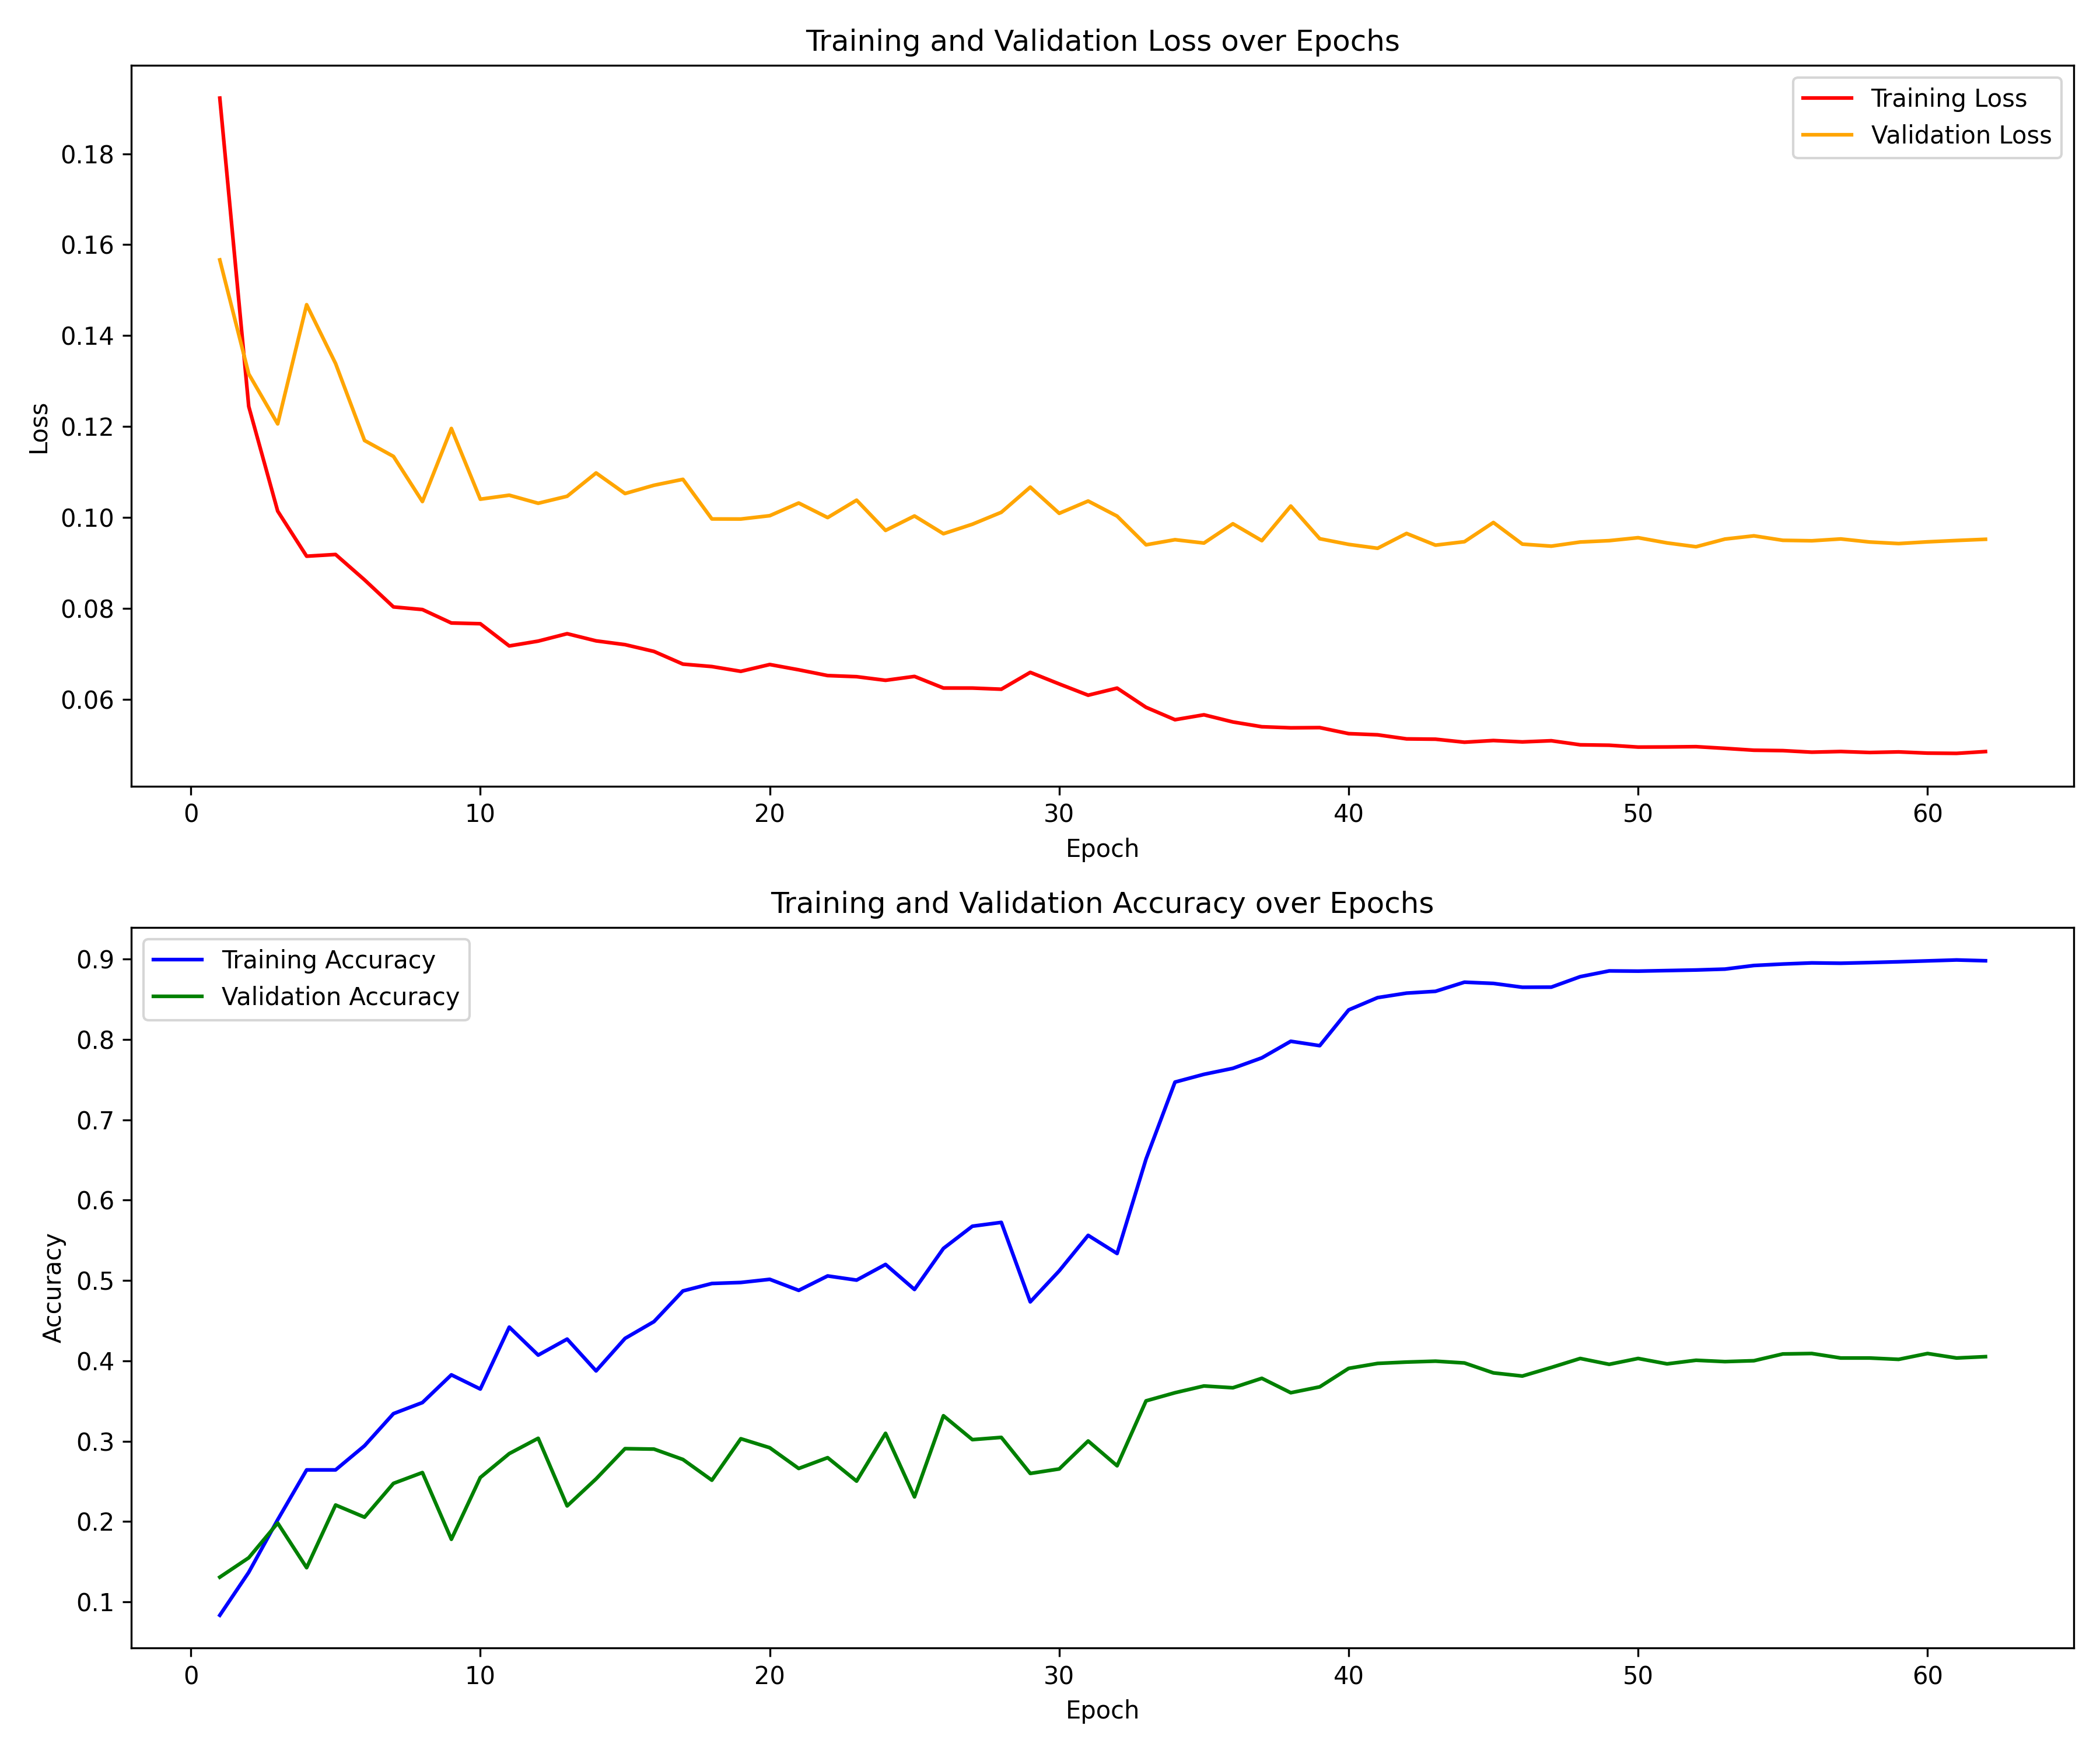 Training and Validation Loss over Epochs
Training Loss
Validation Loss
0.18
0.16
0.14
0.12
0.10
0.08
0.06
Loss
0 10 20 30 40 50 60
Epoch
Training and Validation Accuracy over Epochs
Training Accuracy
Validation Accuracy
0.9
0.8
0.7
0.6
0.5
0.4
0.3
0.2
0.1
Accuracy
0 10 20 30 40 50 60
Epoch